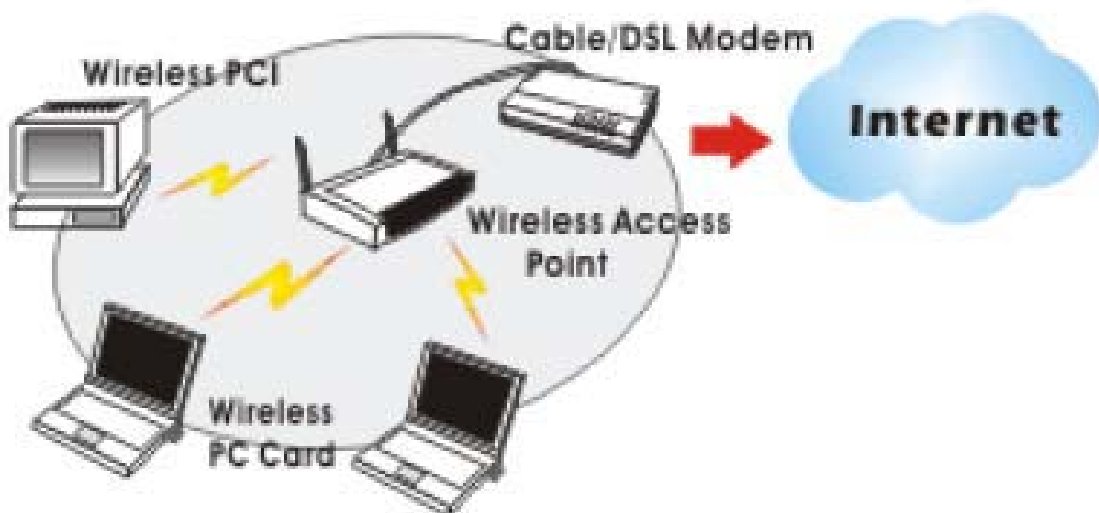 Cable/DSL Modem
Wireless PCI
Internet
Wireless Access
Point
Wireless
PC Card